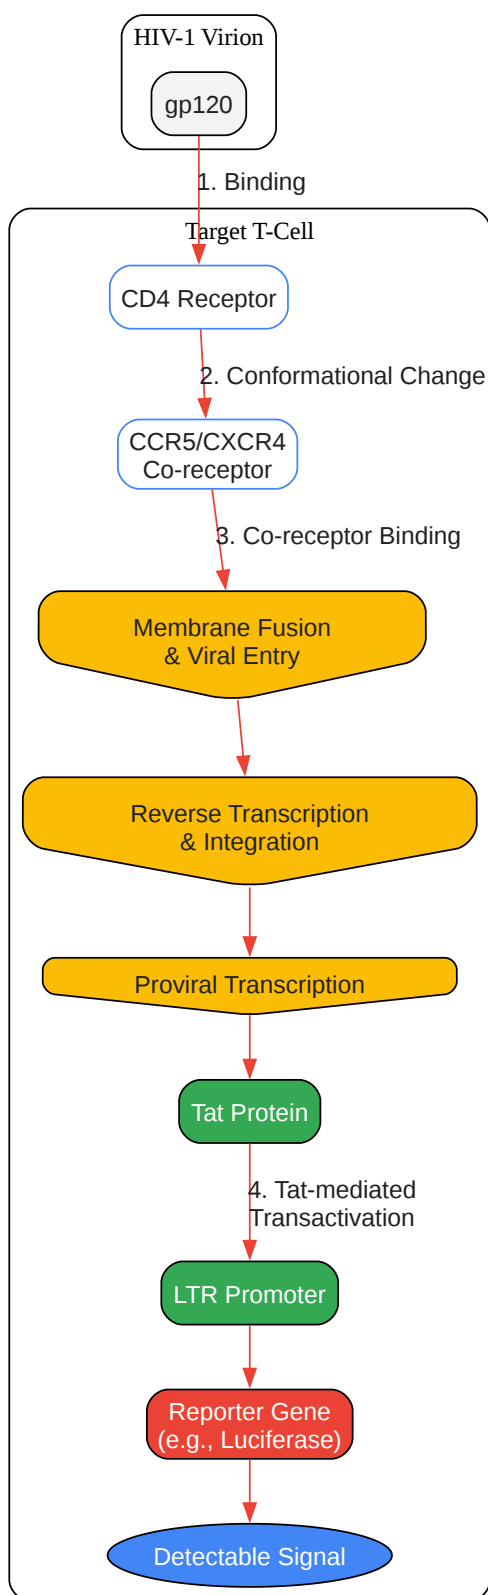 HIV-1 Virion
gp120
1. Binding
Target T-Cell
CD4 Receptor
2. Conformational Change
CCR5/CXCR4
Co-receptor
3. Co-receptor Binding
Membrane Fusion
& Viral Entry
Reverse Transcription
& Integration
Proviral Transcription
Tat Protein
4. Tat-mediated
Transactivation
LTR Promoter
Reporter Gene
(e.g., Luciferase)
Detectable Signal